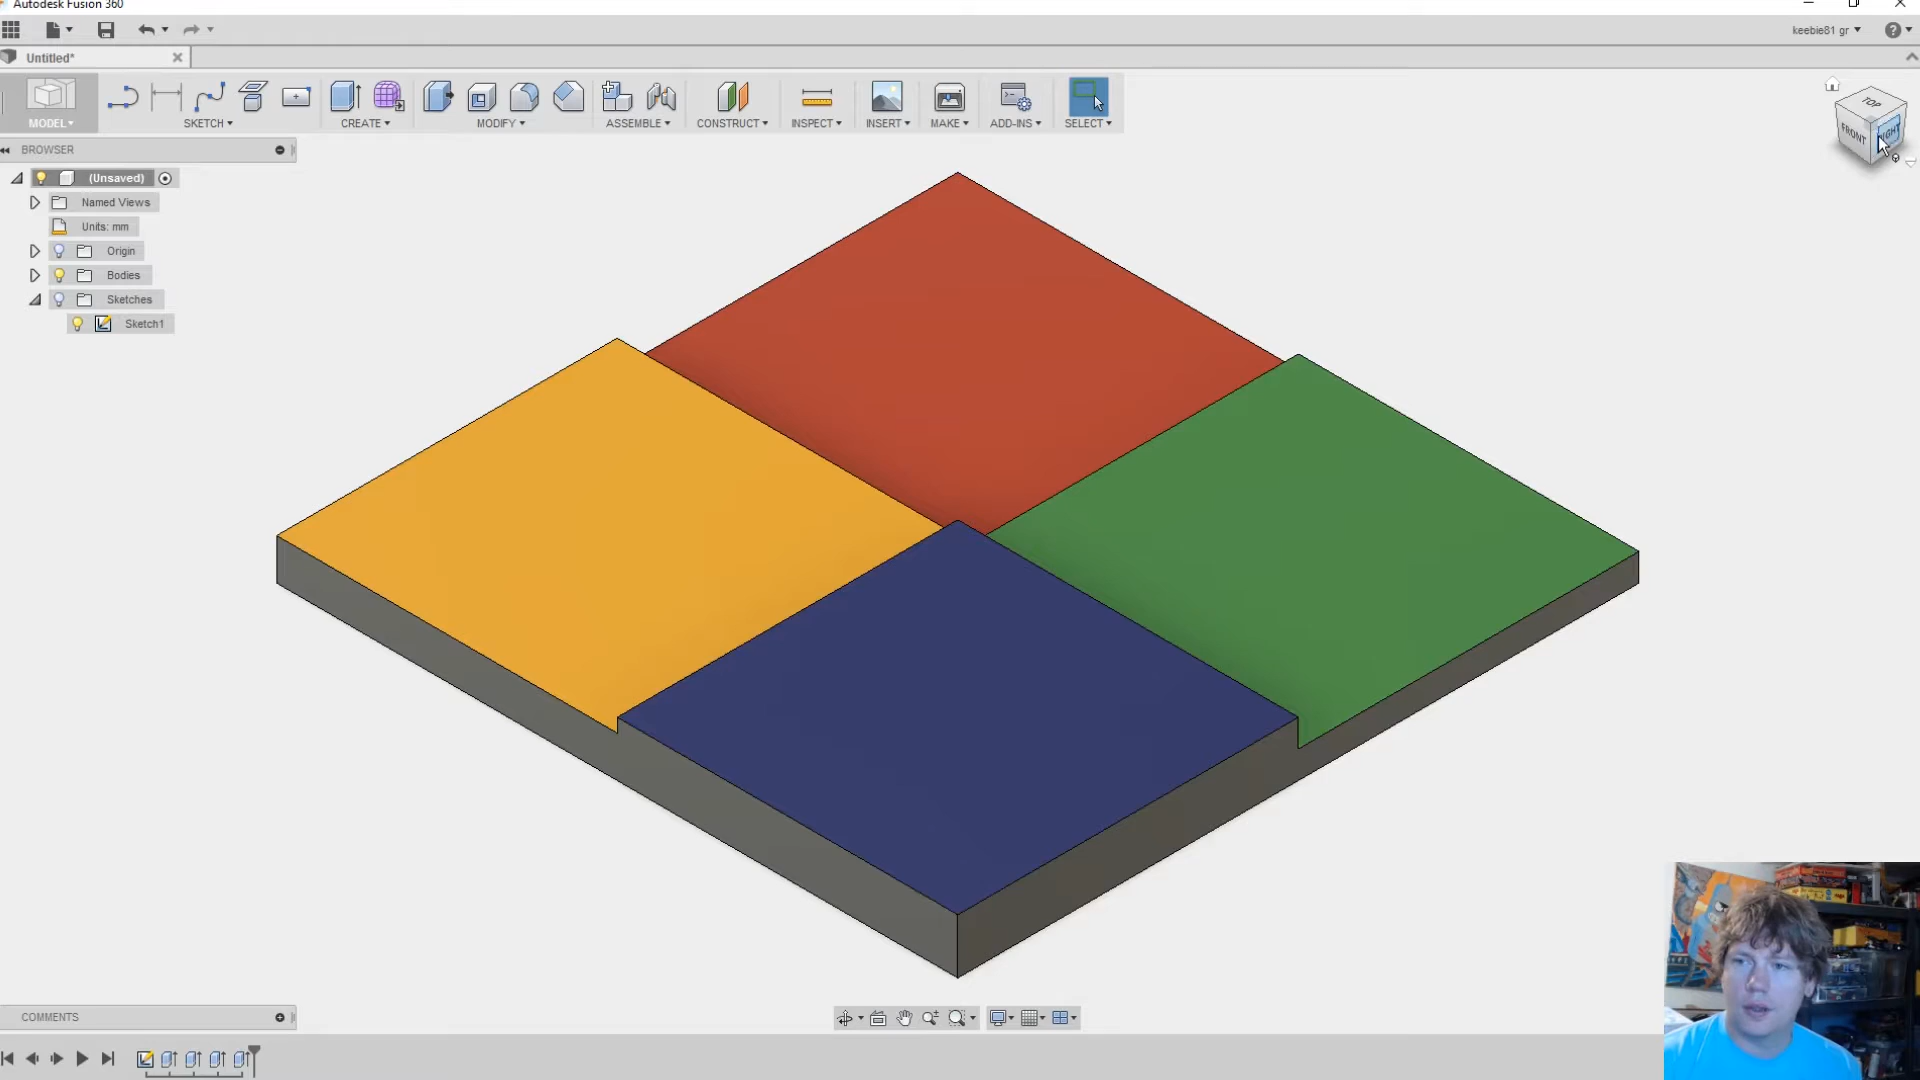 Autodesk Fusion 360
keebie81 gr
Untitled*
MODEL
SKETCH
CREATE
MODIFY
ASSEMBLE
CONSTRUCT
INSPECT
INSERT
MAKE
ADD-INS
SELECT
TOP
FRONT
RIGHT
BROWSER
(Unsaved)
Named Views
Units: mm
Origin
Bodies
Sketches
Sketch1
COMMENTS